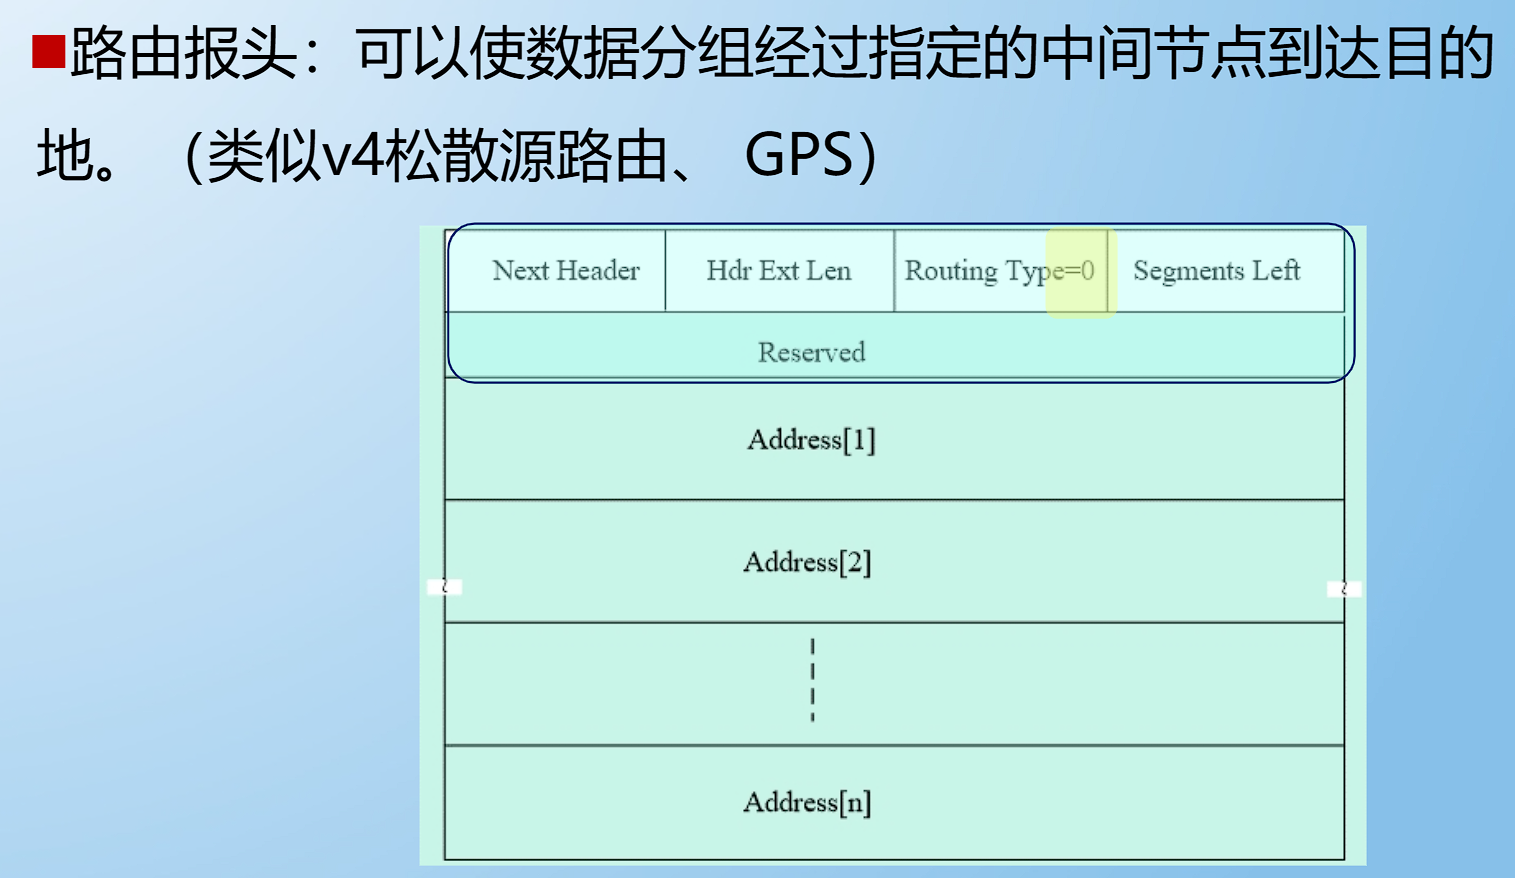 路由报头：可以使数据分组经过指定的中间节点到达目的
地。（类似v4松散源路由、 GPS）
Next Header Hdr Ext Len Routing Type=0 Segments Left
Reserved
Address[1]
Address[2]
Address[n]